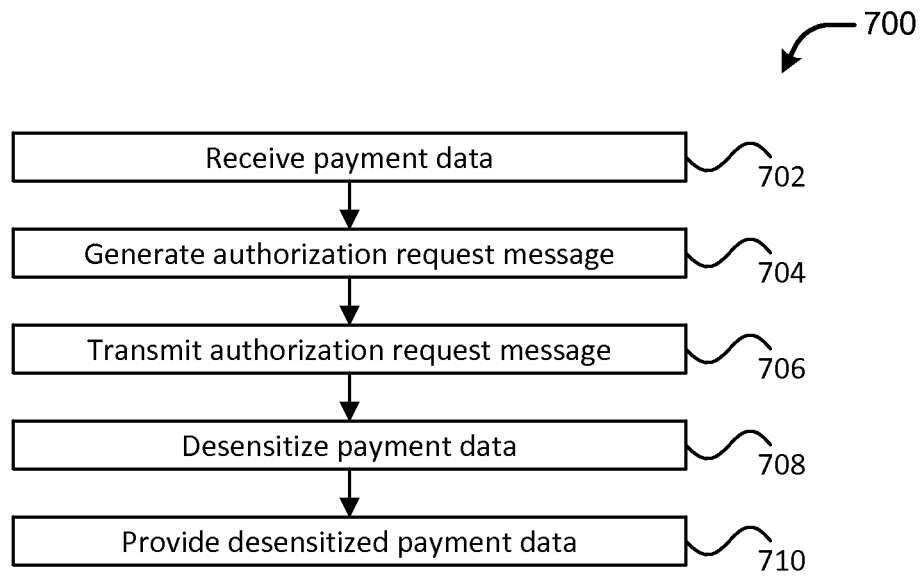 700
Receive payment data
702
Generate authorization request message
704
Transmit authorization request message
706
Desensitize payment data
708
Provide desensitized payment data
710